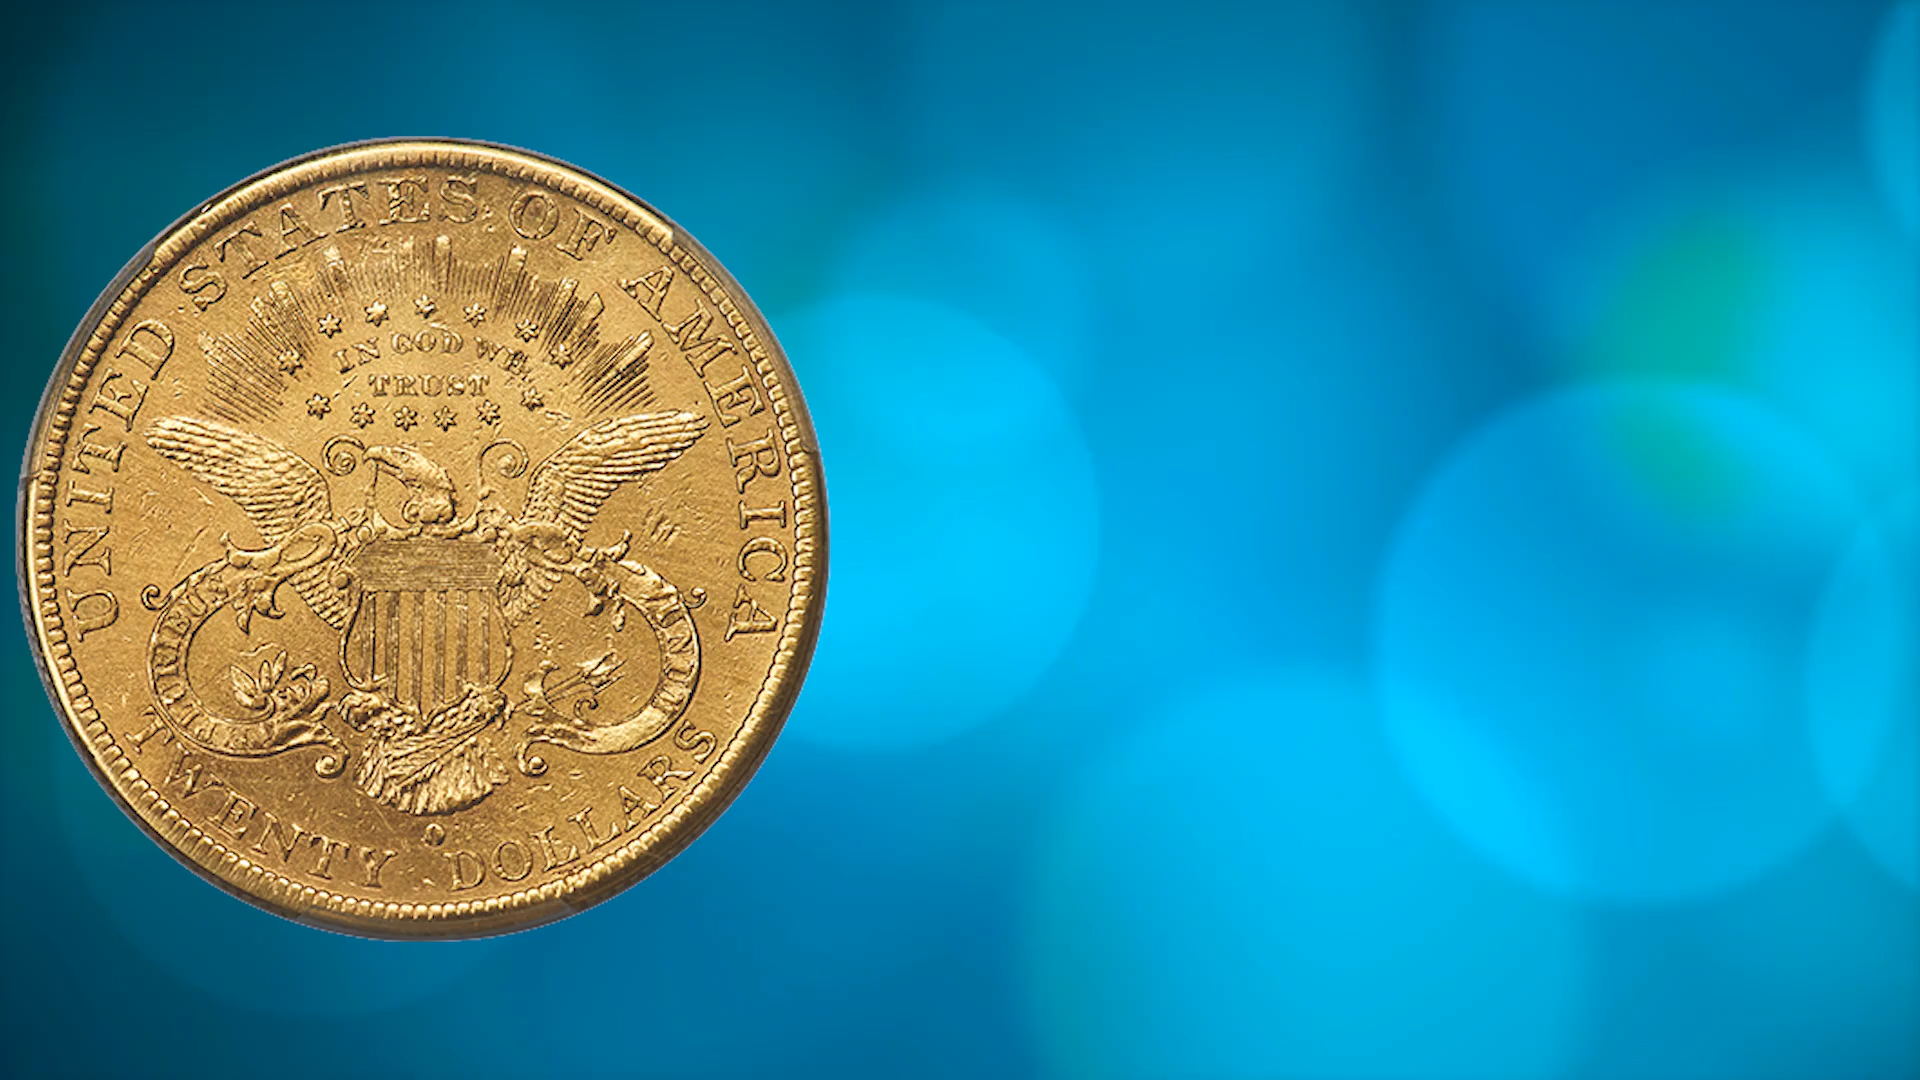 UNITED STATES OF AMERICA
IN GOD WE
TRUST
E PLURIBUS
UNUM
O
TWENTY DOLLARS